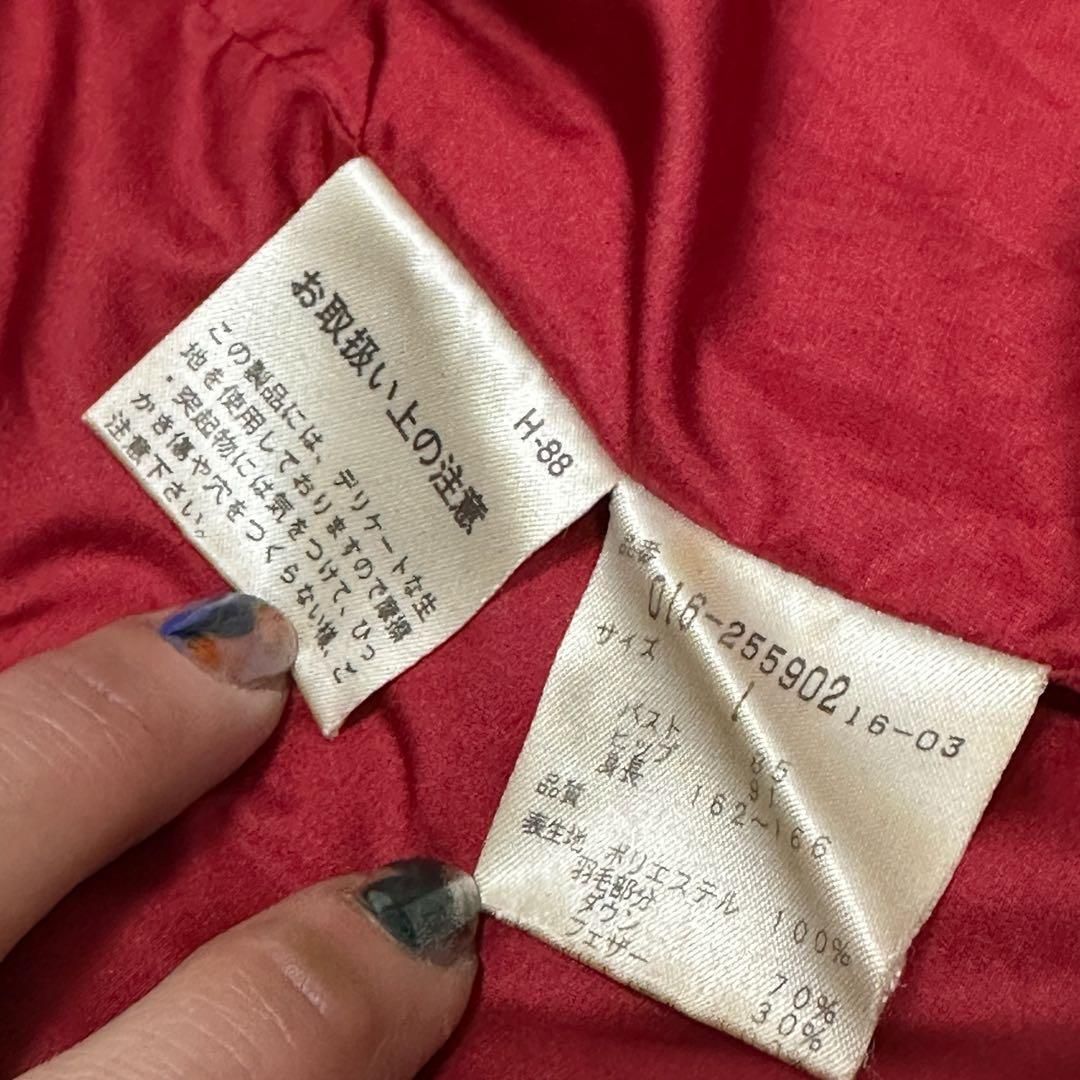 H-88
お取扱い上の注意
この製品には、デリケートな生
地を使用しておりますので摩擦
・突起物には気をつけて、ひっ
かき傷や穴をつくらない様、ご
注意下さい。
品番
016-25590216-03
サイズ
バスト 85
ヒップ 91
身長 162~166
品質
表生地 ポリエステル 100%
羽毛部分
ダウン 70%
フェザー 30%